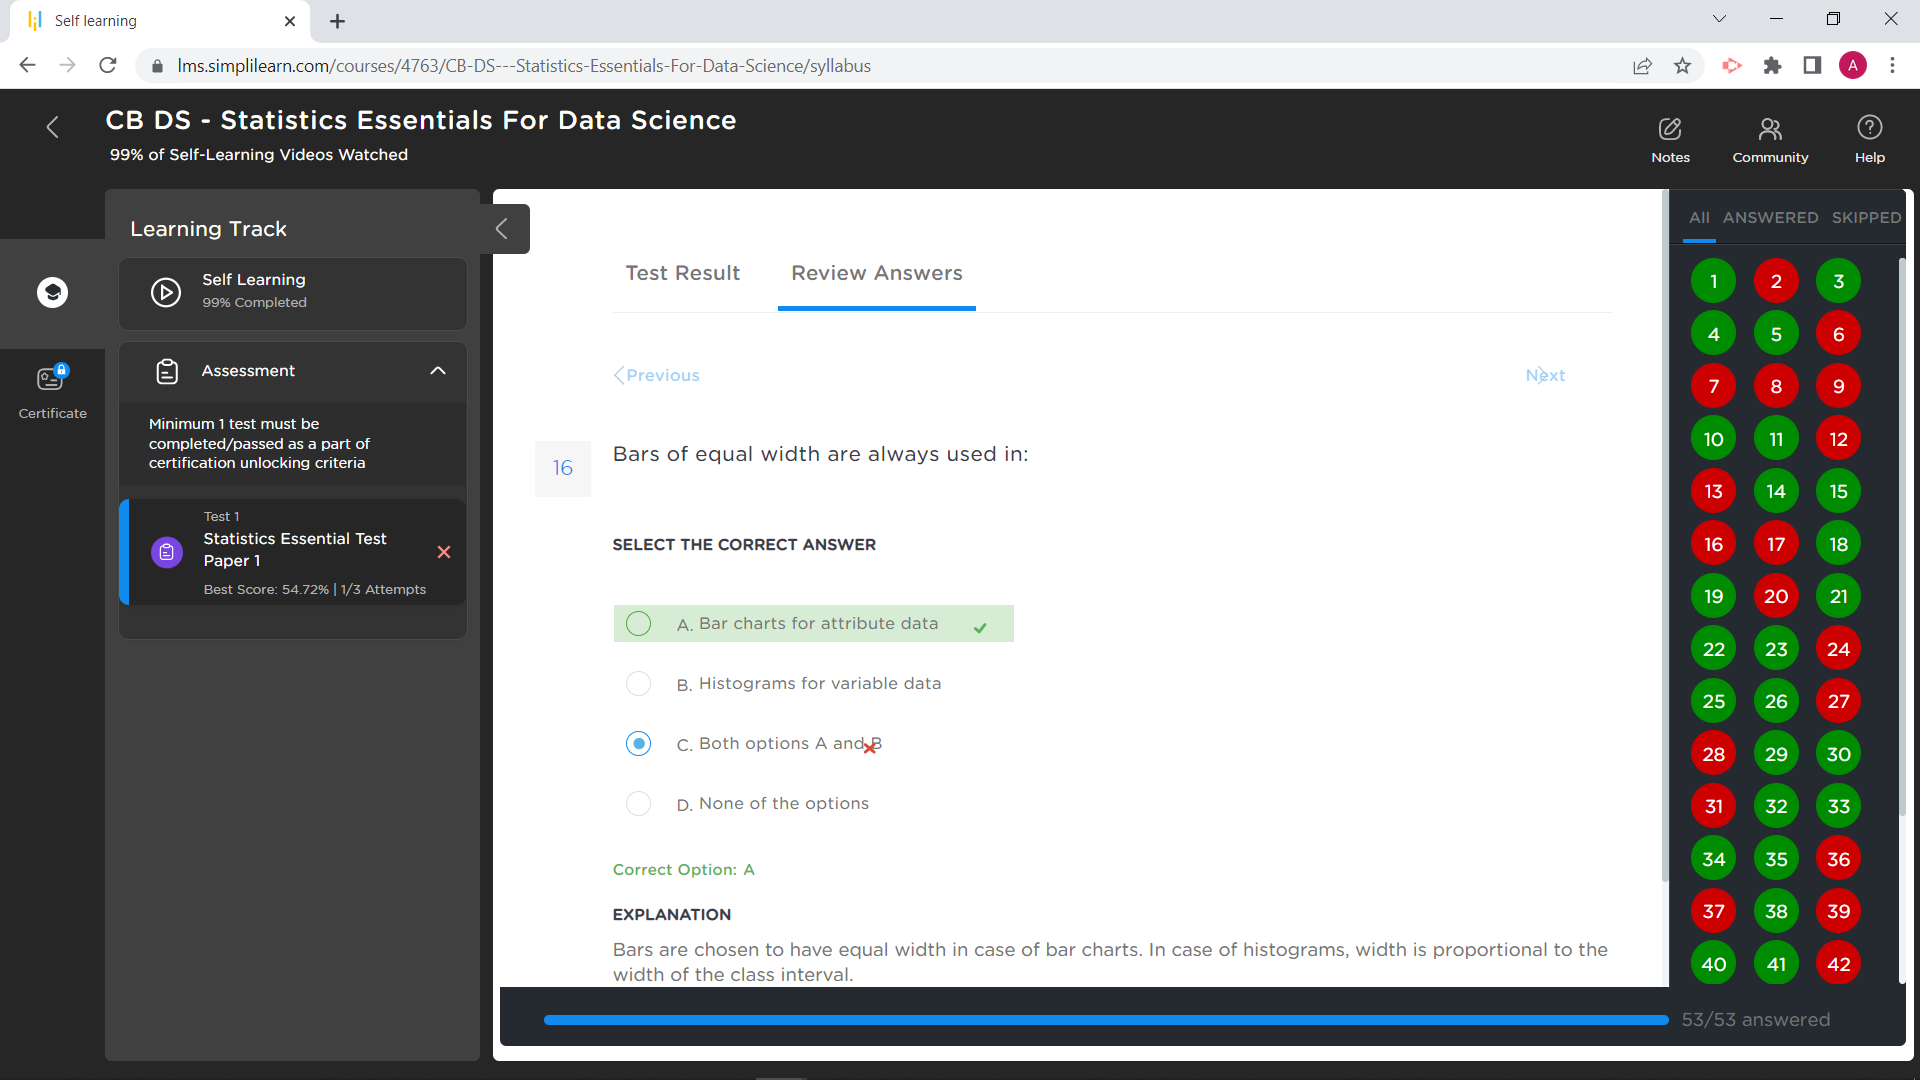 Self learning
lms.simplilearn.com/courses/4763/CB-DS---Statistics-Essentials-For-Data-Science/syllabus
A
CB DS - Statistics Essentials For Data Science
99% of Self-Learning Videos Watched
Notes
Community
Help
Certificate
Learning Track
Self Learning
99% Completed
Assessment
Minimum 1 test must be
completed/passed as a part of
certification unlocking criteria
Test 1
Statistics Essential Test
Paper 1
Best Score: 54.72% | 1/3 Attempts
Test Result
Review Answers
Previous
Next
16
Bars of equal width are always used in:
SELECT THE CORRECT ANSWER
A. Bar charts for attribute data
B. Histograms for variable data
C. Both options A and B
D. None of the options
Correct Option: A
EXPLANATION
Bars are chosen to have equal width in case of bar charts. In case of histograms, width is proportional to the
width of the class interval.
All ANSWERED SKIPPED
1 2 3
4 5 6
7 8 9
10 11 12
13 14 15
16 17 18
19 20 21
22 23 24
25 26 27
28 29 30
31 32 33
34 35 36
37 38 39
40 41 42
53/53 answered